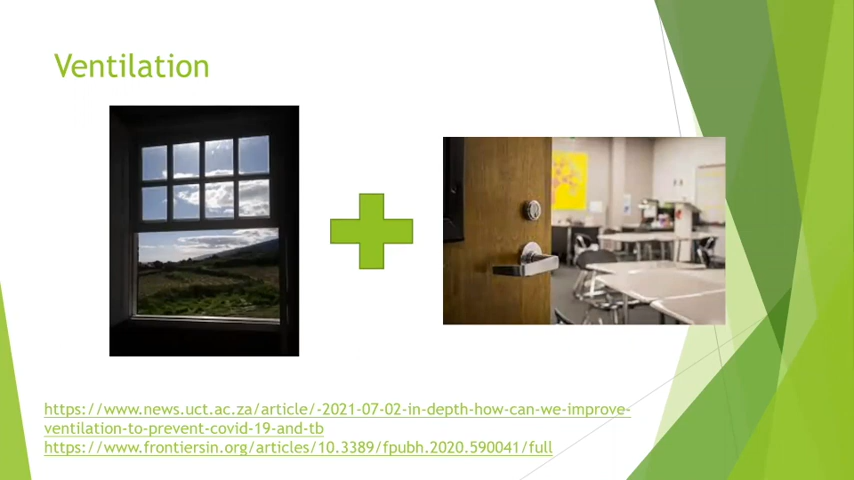 Ventilation
https://www.news.uct.ac.za/article/-2021-07-02-in-depth-how-can-we-improve-
ventilation-to-prevent-covid-19-and-tb
https://www.frontiersin.org/articles/10.3389/fpubh.2020.590041/full